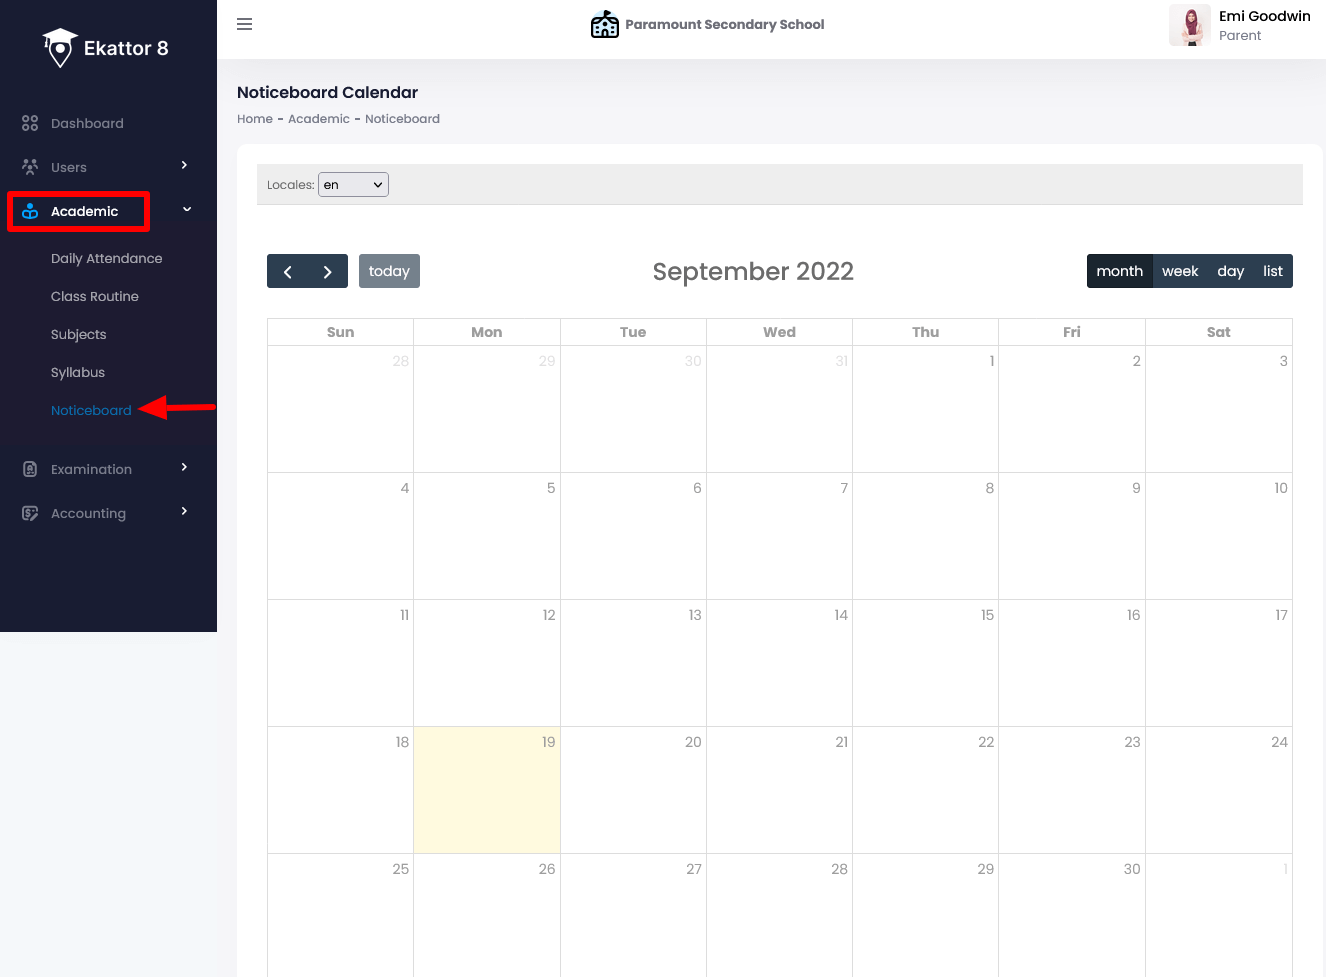 Ekattor 8
Dashboard
Users
Academic
Daily Attendance
Class Routine
Subjects
Syllabus
Noticeboard
Examination
Accounting
Paramount Secondary School
Emi Goodwin
Parent
Noticeboard Calendar
Home - Academic - Noticeboard
Locales: en
today
September 2022
month week day list
Sun Mon Tue Wed Thu Fri Sat
28 29 30 31 1 2 3
4 5 6 7 8 9 10
11 12 13 14 15 16 17
18 19 20 21 22 23 24
25 26 27 28 29 30 1